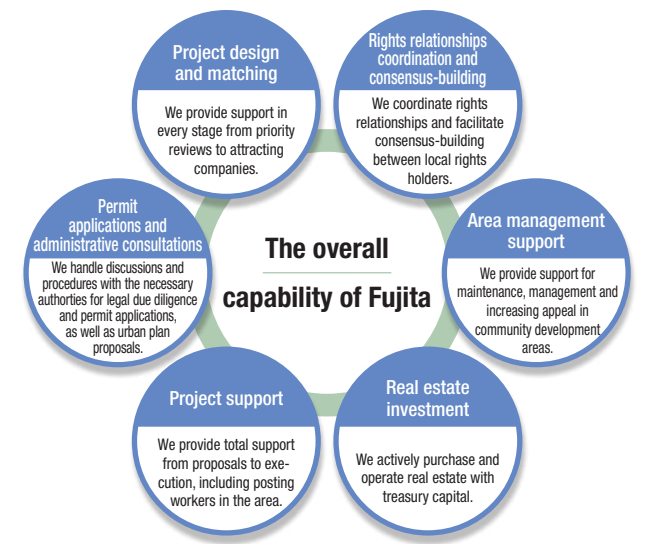 Project design
and matching
We provide support in
every stage from priority
reviews to attracting
companies.
Rights relationships
coordination and
consensus-building
We coordinate rights
relationships and facilitate
consensus-building
between local rights
holders.
Permit
applications and
administrative consultations
We handle discussions and
procedures with the necessary
authorties for legal due diligence
and permit applications,
as well as urban plan
proposals.
The overall
capability of Fujita
Area management
support
We provide support for
maintenance, management and
increasing appeal in
community development
areas.
Project support
We provide total support
from proposals to exe-
cution, including posting
workers in the area.
Real estate
investment
We actively purchase and
operate real estate with
treasury capital.